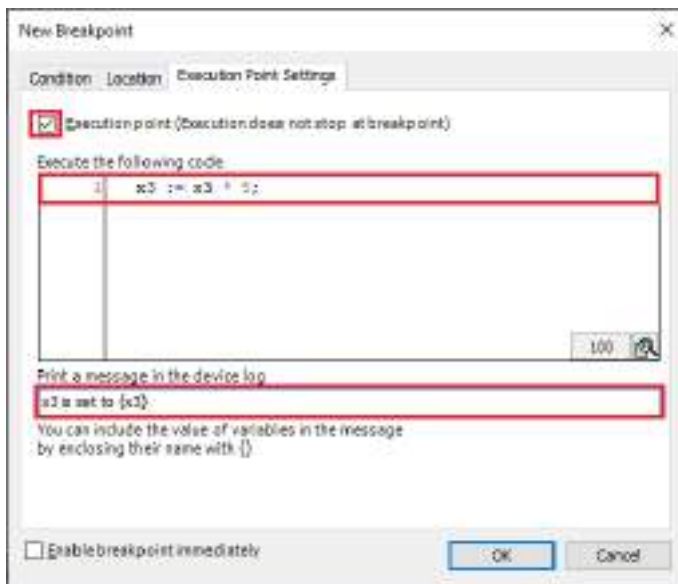 New Breakpoint
Condition Location Execution Point Settings
Execution point (Execution does not stop at breakpoint)
Execute the following code
1 x3 := x3 * 5;
100
Print a message in the device log
x3 is set to {x3}
You can include the value of variables in the message
by enclosing their name with {}
Enable breakpoint immediately
OK Cancel